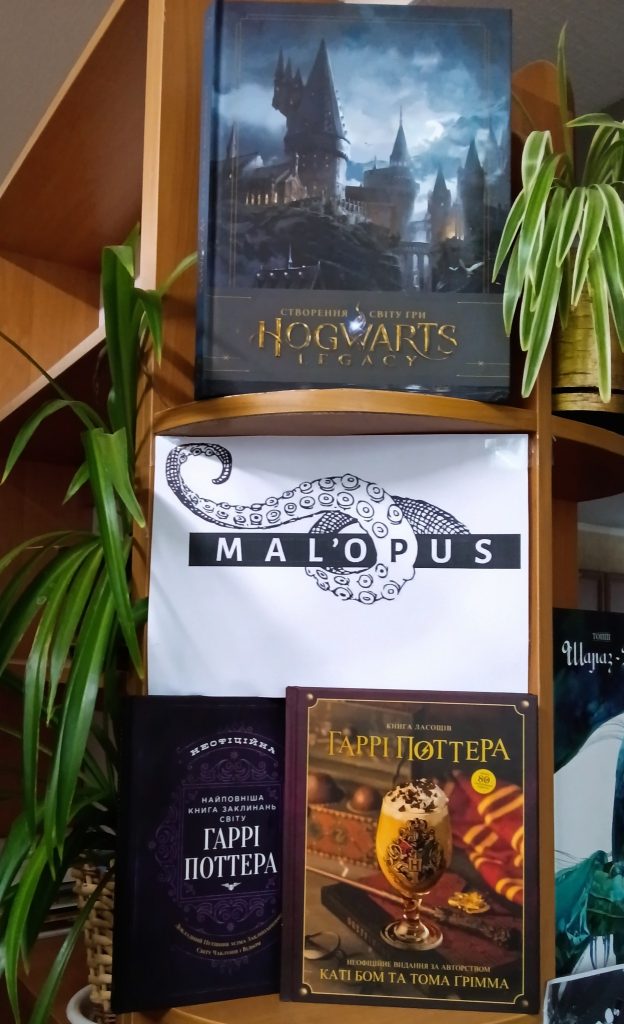 СТВОРЕННЯ СВІТУ ГРИ
HOGWARTS
LEGACY
MAL'OPUS
НЕОФІЦІЙНА
НАЙПОВНІША
КНИГА ЗАКЛИНАНЬ
СВІТУ
ГАРРІ
ПОТТЕРА
КНИГА ЛАСОЩІВ
ГАРРІ ПОТТЕРА
80
НЕОФІЦІЙНЕ ВИДАННЯ ЗА АВТОРСТВОМ
КАТІ БОМ ТА ТОМА ГРІММА